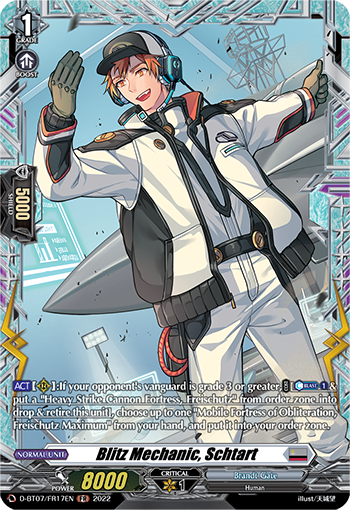 1
GRADE
BOOST
5000
SHIELD
ACT【R】:If your opponent's vanguard is grade 3 or greater, COST [C BLAST 1 &
put a "Heavy Strike Cannon Fortress, Freischutz" from order zone into
drop & retire this unit], choose up to one "Mobile Fortress of Obliteration,
Freischutz Maximum" from your hand, and put it into your order zone.
NORMAL UNIT
Blitz Mechanic, Schtart
POWER 8000
CRITICAL
1
Brandt Gate
Human
D-BT07/FR17EN FR 2022
illust/天城望